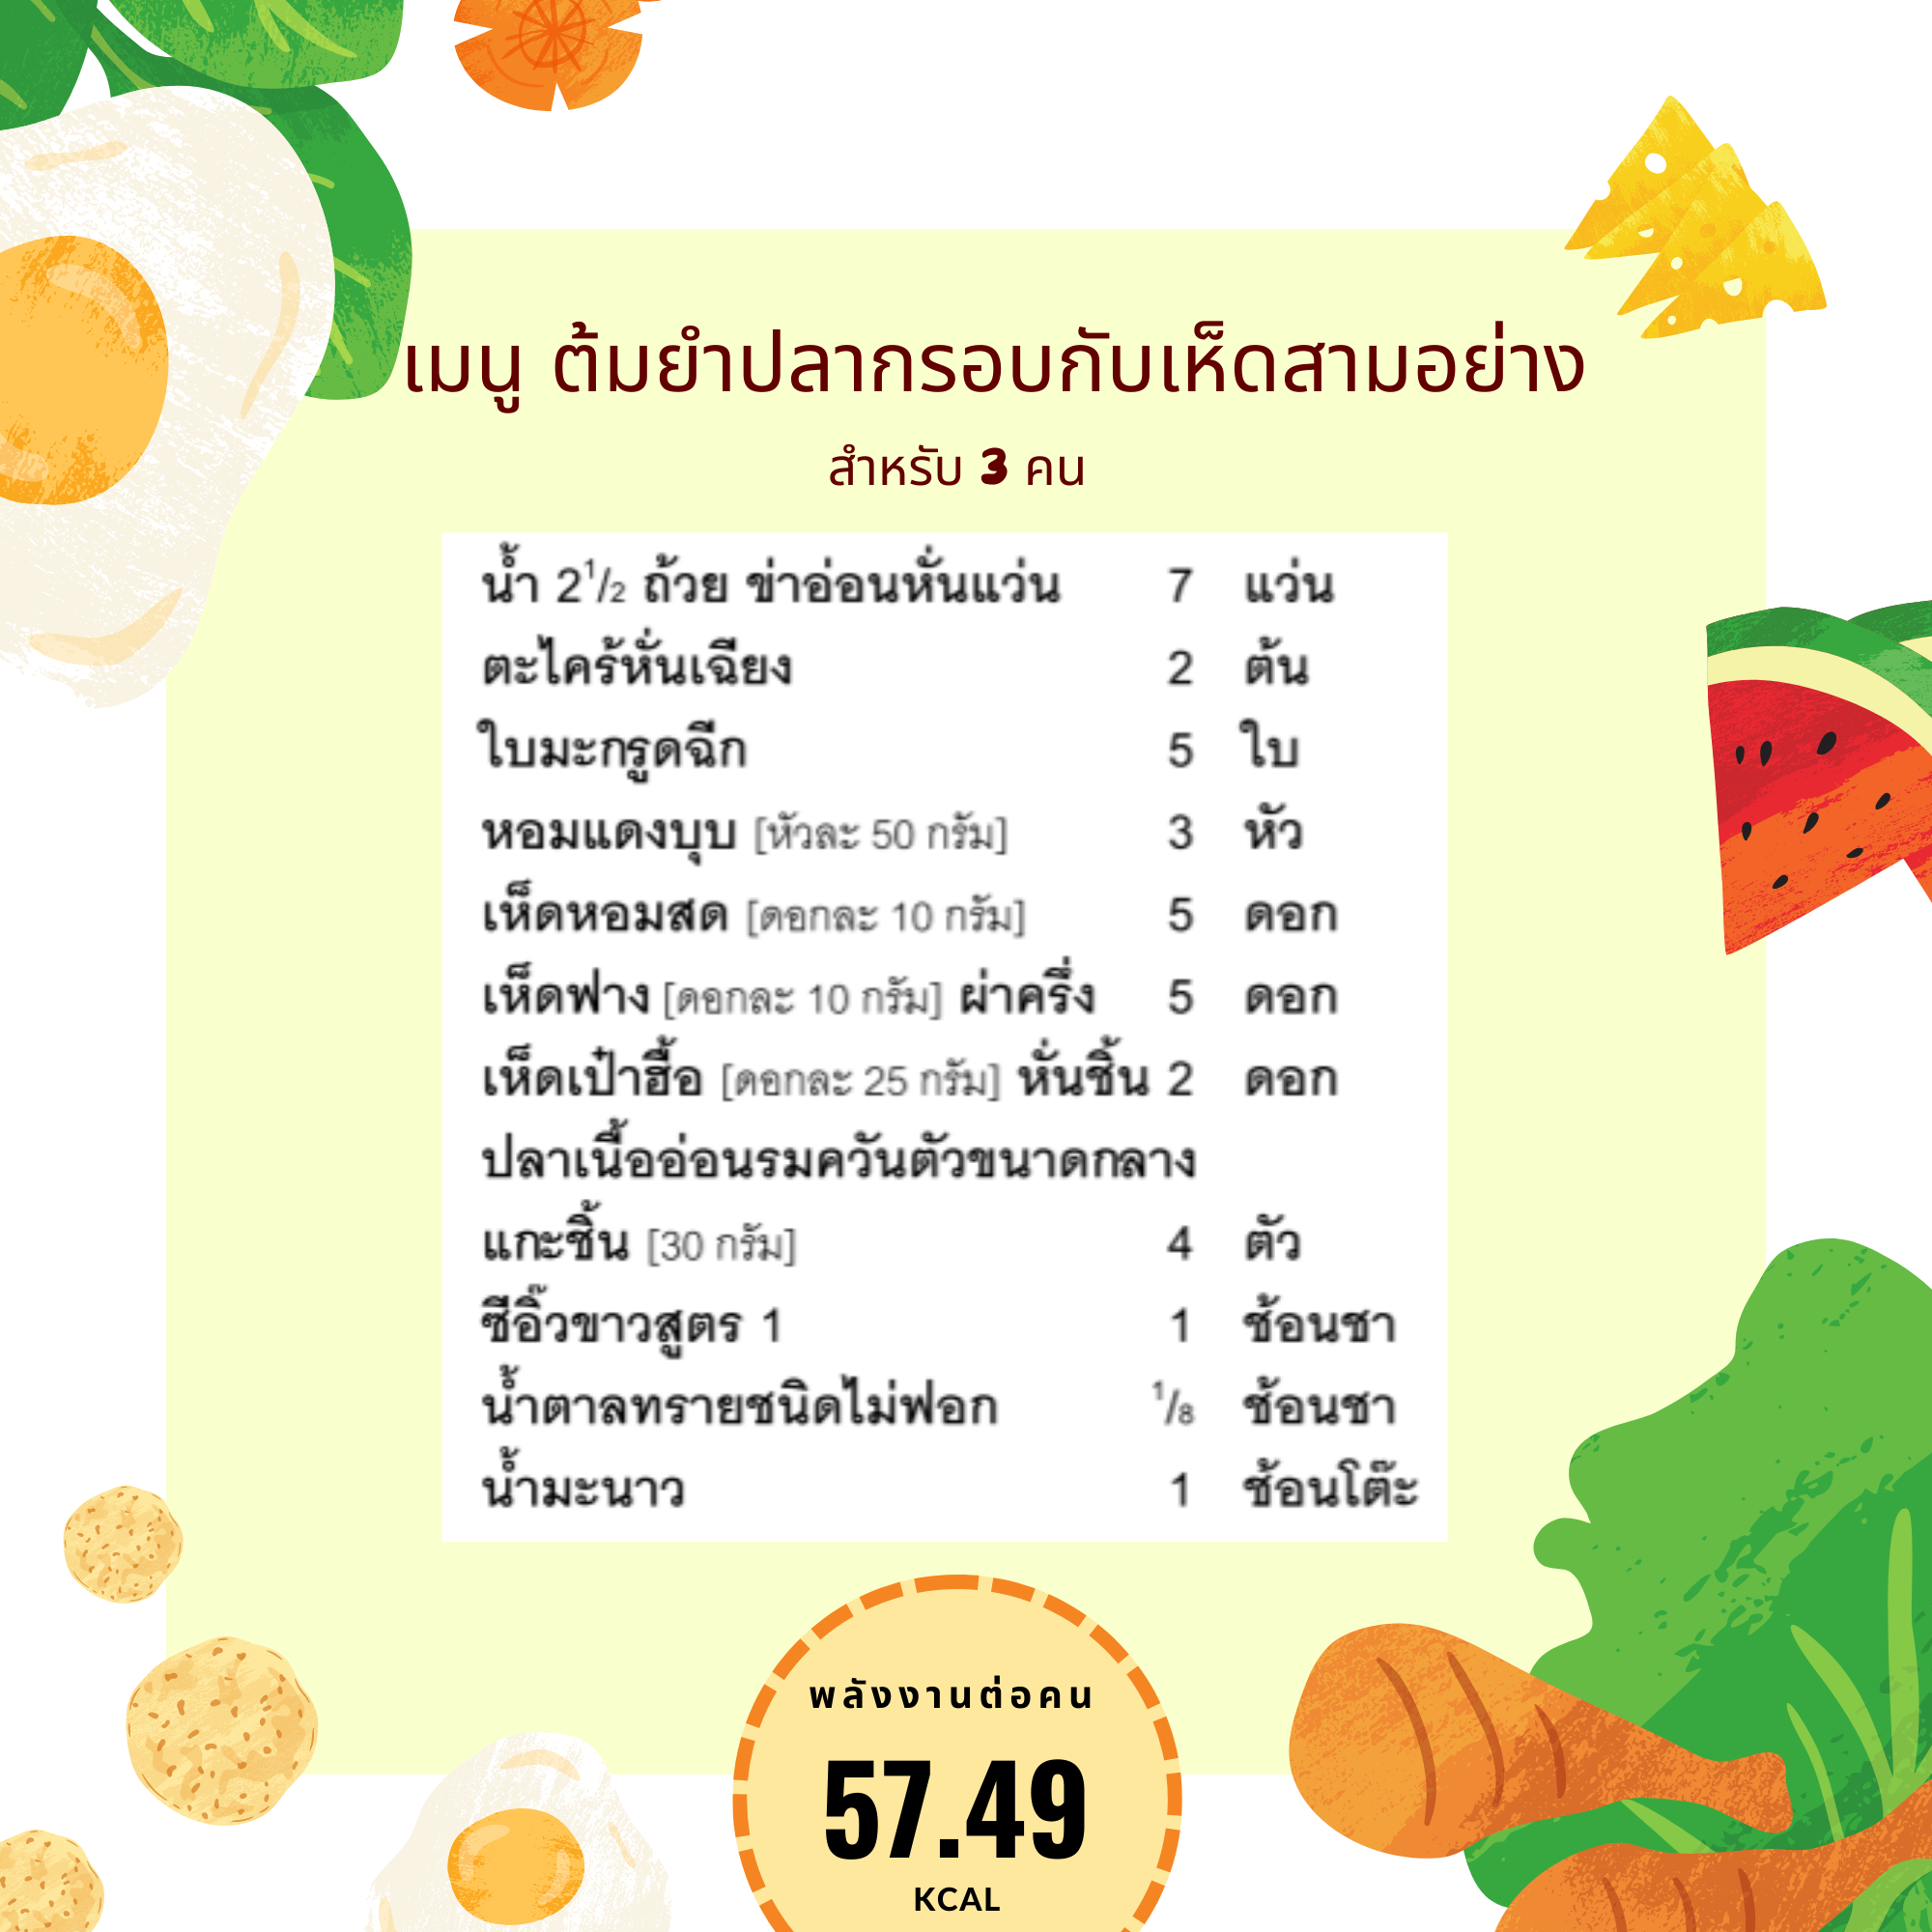 เมนู ต้มยำปลากรอบกับเห็ดสามอย่าง
สำหรับ 3 คน
น้ำ 2 1/2 ถ้วย ข่าอ่อนหั่นแว่น 7 แว่น
ตะไคร้หั่นเฉียง 2 ต้น
ใบมะกรูดฉีก 5 ใบ
หอมแดงบุบ [หัวละ 50 กรัม] 3 หัว
เห็ดหอมสด [ดอกละ 10 กรัม] 5 ดอก
เห็ดฟาง [ดอกละ 10 กรัม] ผ่าครึ่ง 5 ดอก
เห็ดเป๋าฮื้อ [ดอกละ 25 กรัม] หั่นชิ้น 2 ดอก
ปลาเนื้ออ่อนรมควันตัวขนาดกลาง
แกะชิ้น [30 กรัม] 4 ตัว
ซีอิ๊วขาวสูตร 1 1 ช้อนชา
น้ำตาลทรายชนิดไม่ฟอก 1/8 ช้อนชา
น้ำมะนาว 1 ช้อนโต๊ะ
พลังงานต่อคน
57.49
KCAL